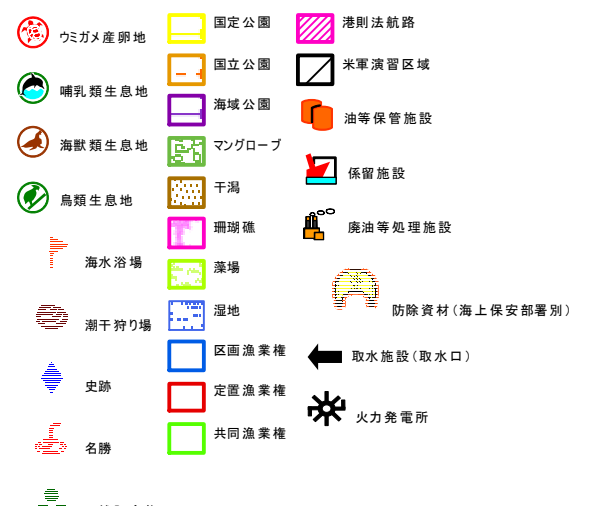 ウミガメ産卵地
哺乳類生息地
海獣類生息地
鳥類生息地
海水浴場
潮干狩り場
史跡
名勝
国定公園
国立公園
海域公園
マングローブ
干潟
珊瑚礁
藻場
湿地
区画漁業権
定置漁業権
共同漁業権
港則法航路
米軍演習区域
油等保管施設
係留施設
廃油等処理施設
防除資材(海上保安部署別)
取水施設(取水口)
火力発電所